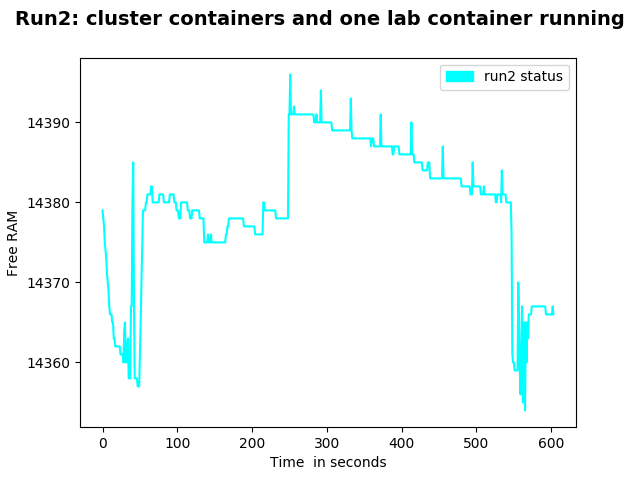 Run2: cluster containers and one lab container running
run2 status
14390
14380
14370
14360
Free RAM
0 100 200 300 400 500 600
Time  in seconds